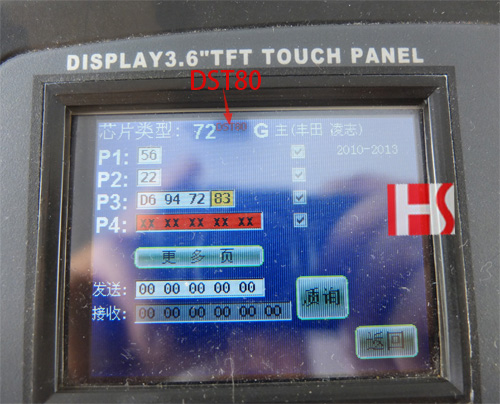 DISPLAY3.6"TFT TOUCH PANEL
DST80
芯片类型: 72 DST80 G 主(丰田 凌志)
2010-2013
P1: 56
P2: 22
P3: D6 94 72 83
P4: XX XX XX XX XX
更多页
发送: 00 00 00 00 00
接收: 00 00 00 00 00 00
质询
返回
HS